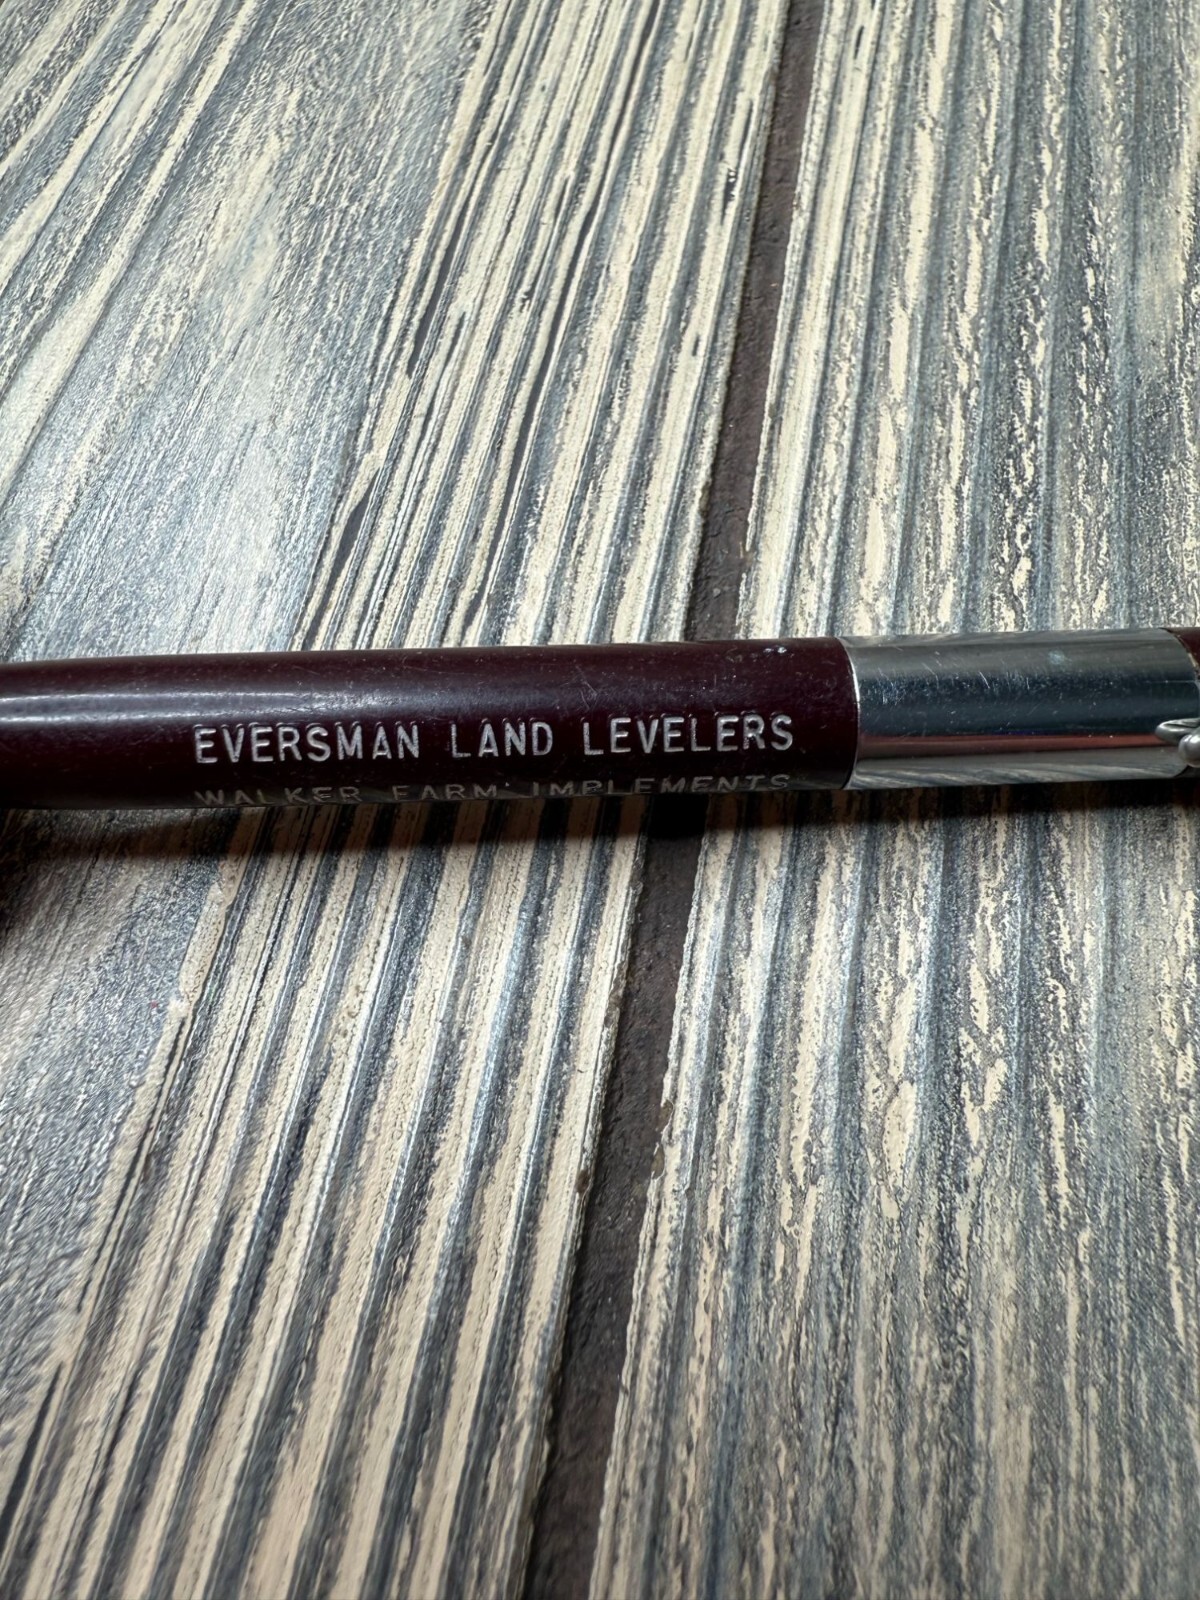 EVERSMAN LAND LEVELERS
WALKER FARM IMPLEMENTS